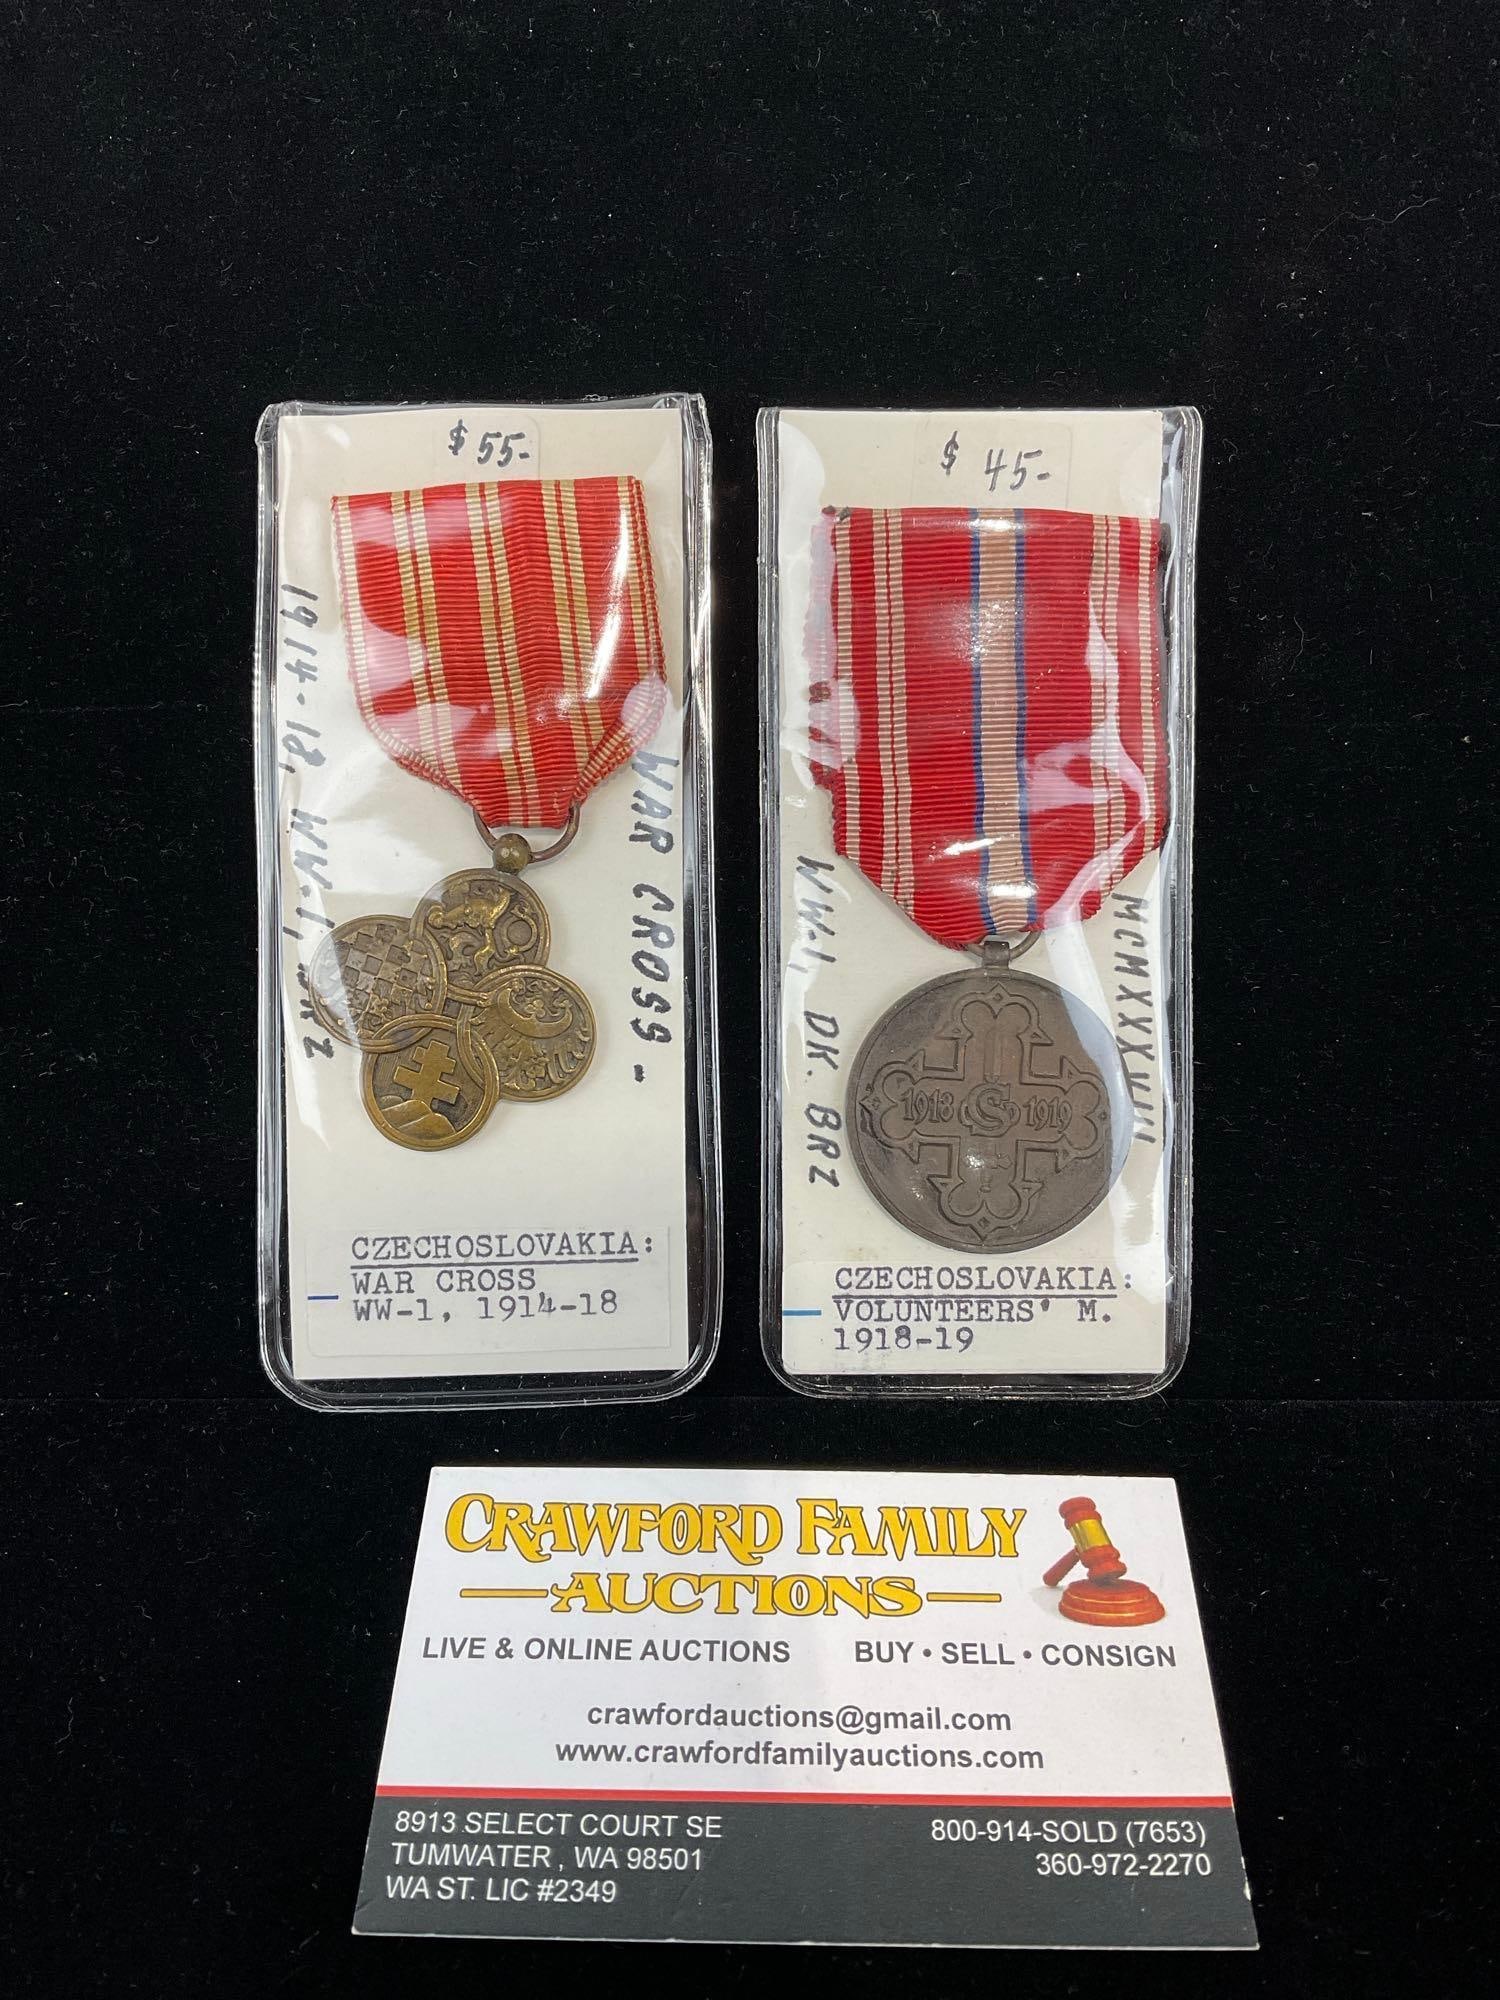 $ 55-
1914-18, WW-1, BRZ
WAR CROSS -
CZECHOSLOVAKIA:
WAR CROSS
WW-1, 1914-18
$ 45-
WW-1, DK. BRZ
1918 S 1919
CZECHOSLOVAKIA:
VOLUNTEERS' M.
1918-19
CRAWFORD FAMILY
AUCTIONS
LIVE & ONLINE AUCTIONS BUY • SELL • CONSIGN
crawfordauctions@gmail.com
www.crawfordfamilyauctions.com
8913 SELECT COURT SE
TUMWATER , WA 98501
WA ST. LIC #2349
800-914-SOLD (7653)
360-972-2270